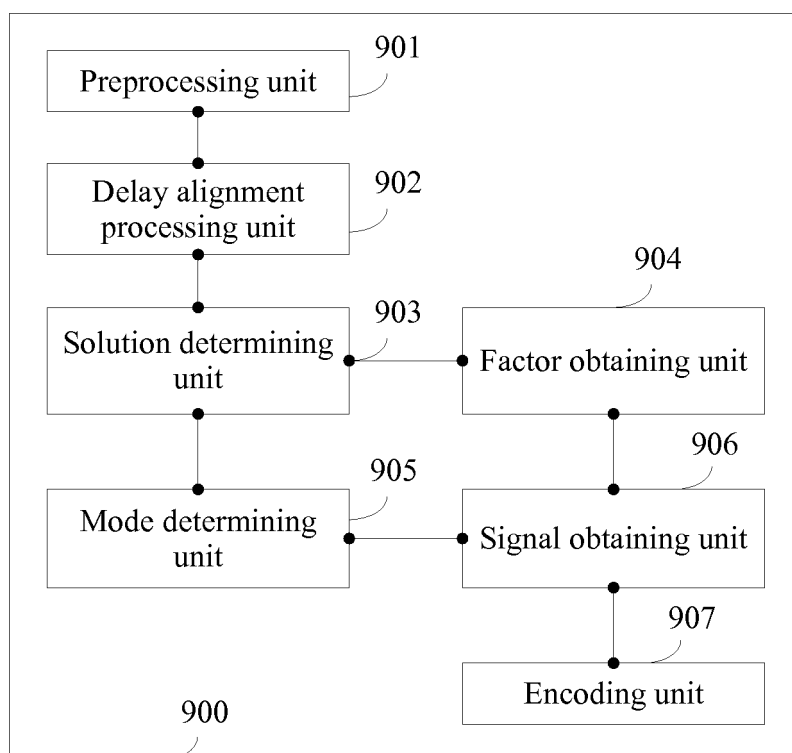 901
Preprocessing unit
902
Delay alignment
processing unit
903
904
Solution determining
unit
Factor obtaining unit
905
906
Mode determining
unit
Signal obtaining unit
907
Encoding unit
900